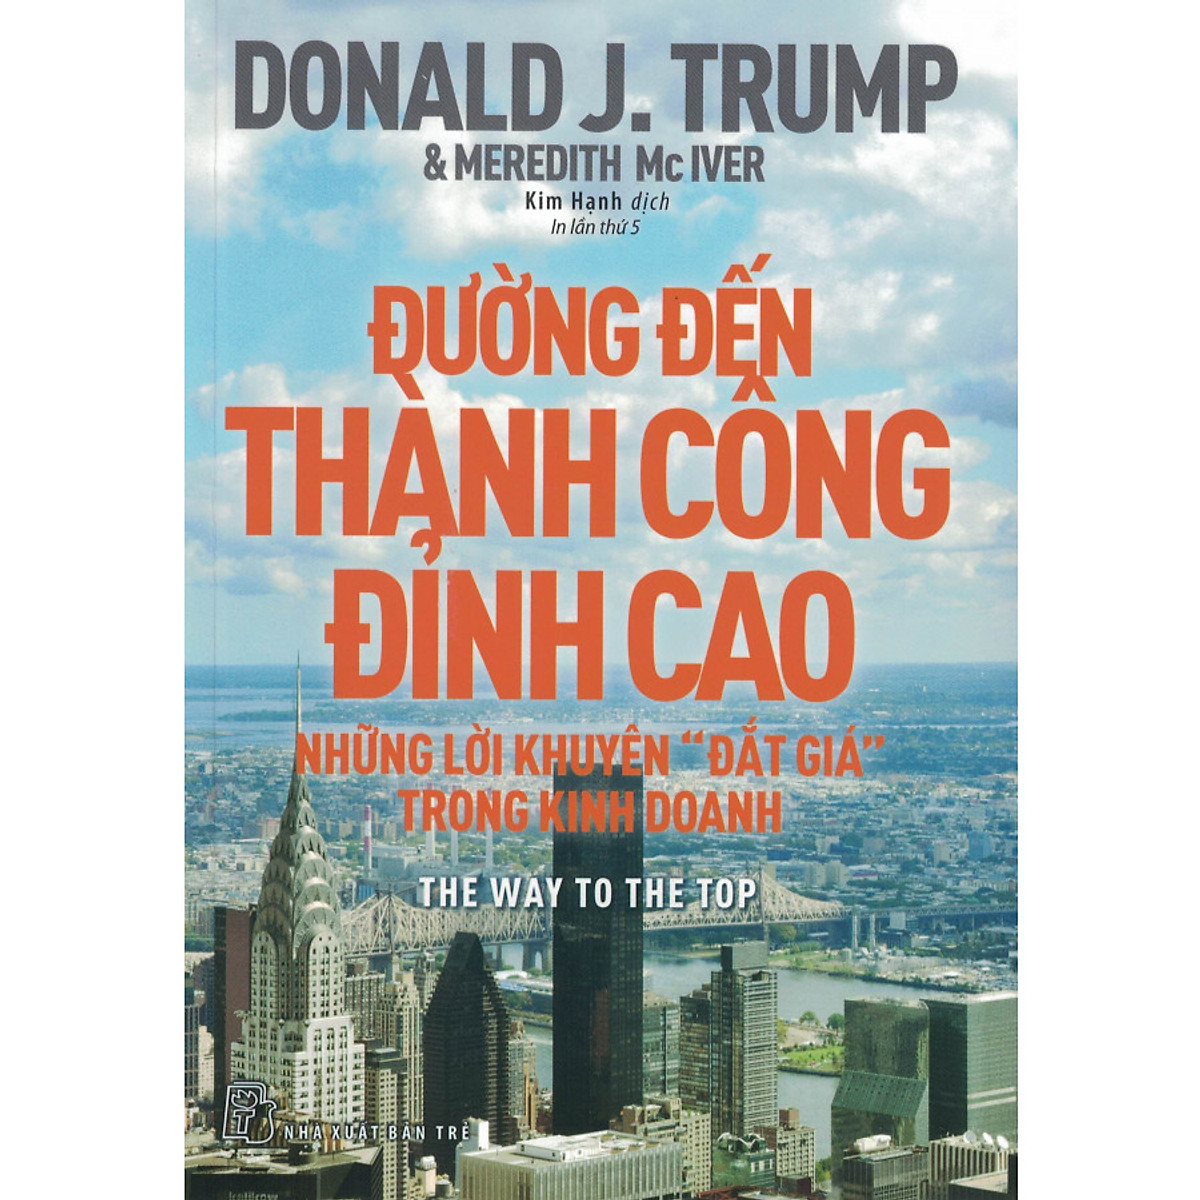 DONALD J. TRUMP
& MEREDITH Mc IVER
Kim Hạnh dịch
In lần thứ 5
ĐƯỜNG ĐẾN
THÀNH CÔNG
ĐỈNH CAO
NHỮNG LỜI KHUYÊN “ĐẮT GIÁ”
TRONG KINH DOANH
THE WAY TO THE TOP
NHÀ XUẤT BẢN TRẺ